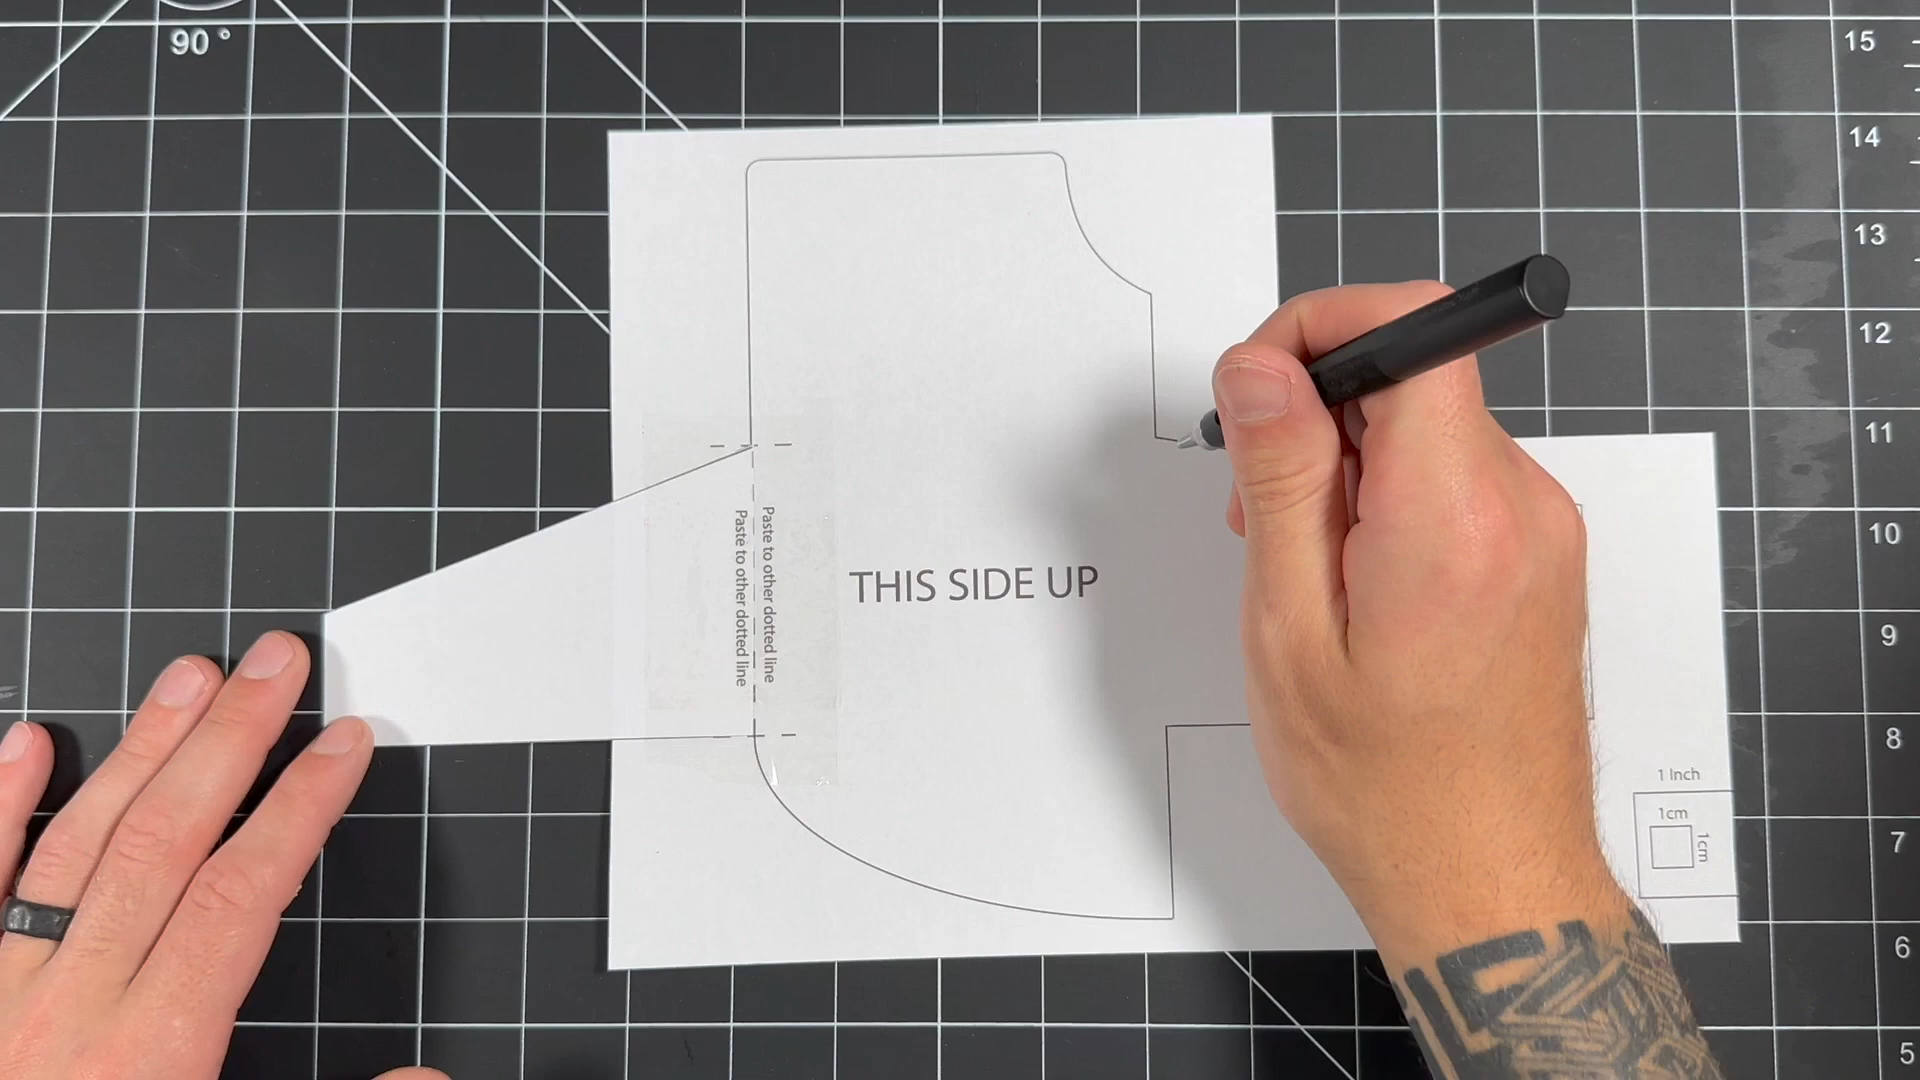 90°
15
14
13
12
11
10
9
8
7
6
5
Paste to other dotted line
Paste to other dotted line
THIS SIDE UP
1 Inch
1cm
1cm